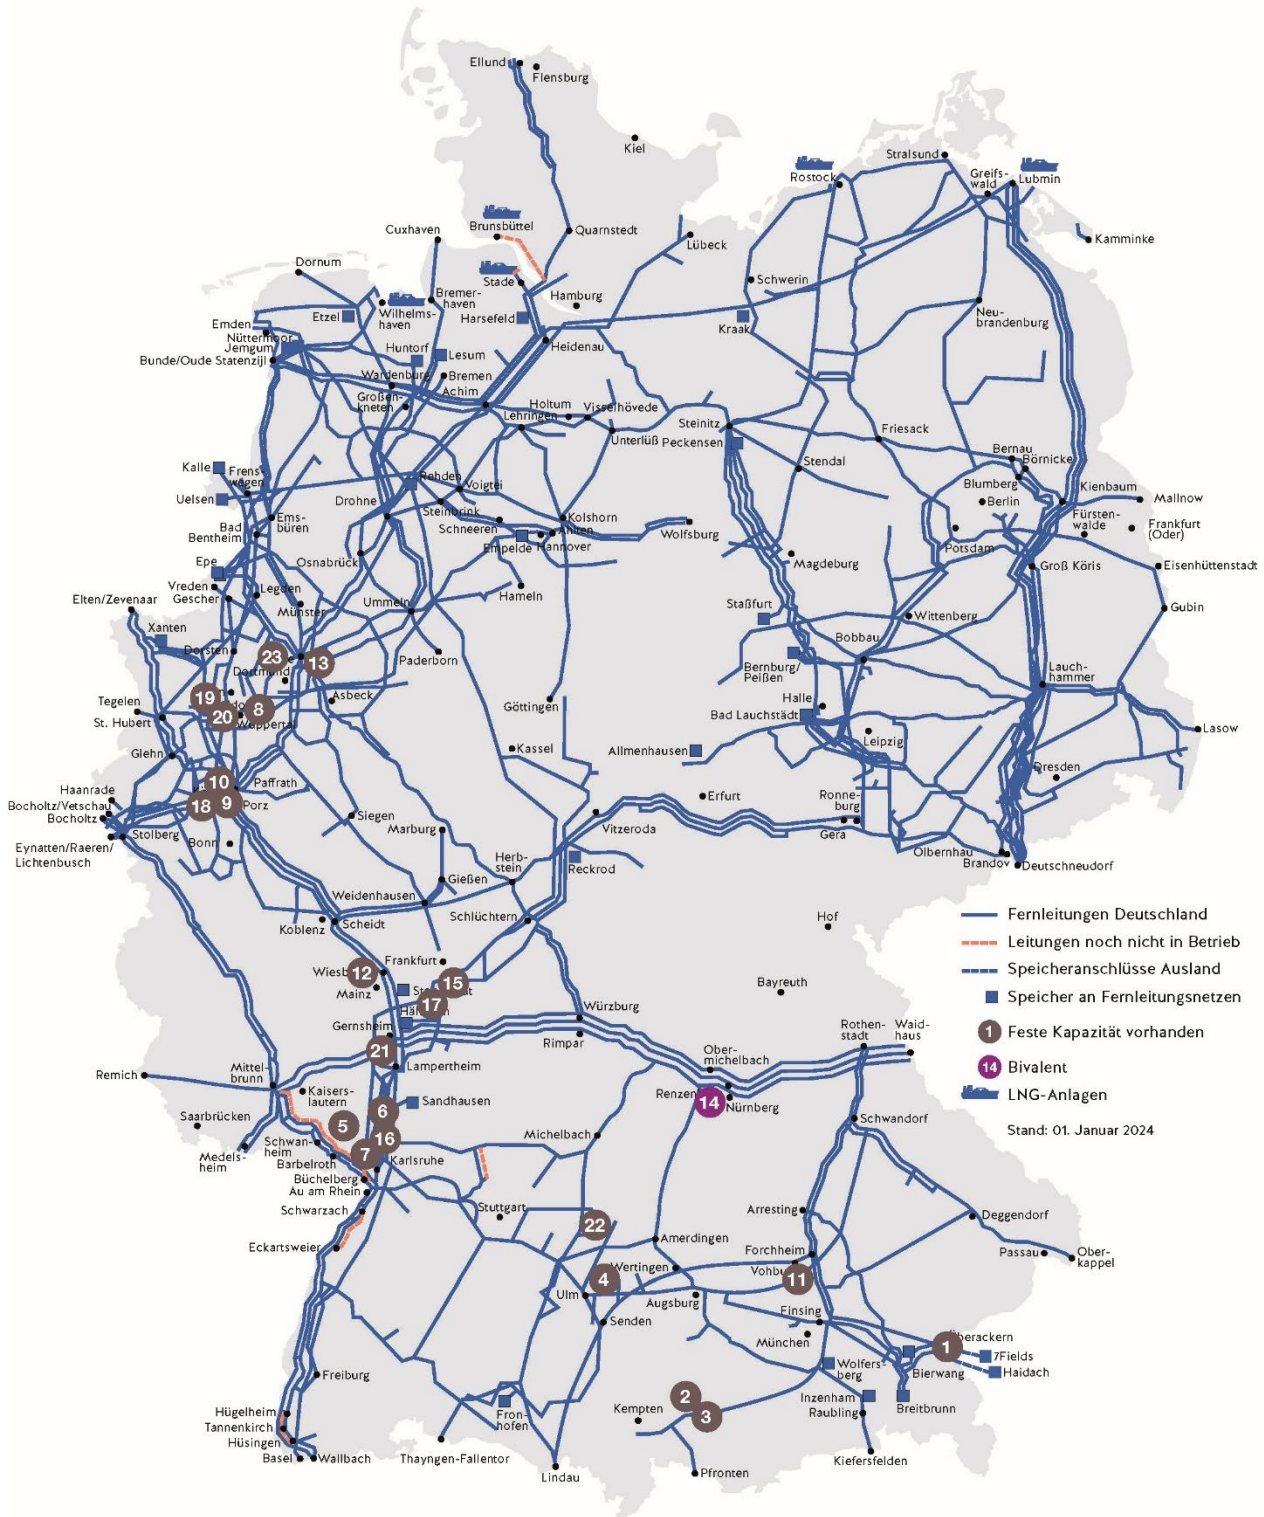 Ellund
Flensburg
Kiel
Stralsund
Rostock
Greifs-
wald
Lubmin
Brunsbüttel
Cuxhaven
Quarnstedt
Lübeck
Kamminke
Dornum
Stade
Schwerin
Bremer-
haven
Hamburg
Etzel
Wilhelms-
haven
Harsefeld
Kraak
Neu-
brandenburg
Emden
Nüttermoor
Jemgum
Huntorf
Lesum
Heidenau
Bunde/Oude Statenzijl
Wardenburg
Bremen
Achim
Großen-
kneten
Holtum
Visselhövede
Lehringen
Steinitz
Unterlüß
Peckensen
Friesack
Bernau
Börnicke
Kalle
Frens-
wegen
Rehden
Voigtei
Stendal
Blumberg
Kienbaum
Uelsen
Drohne
Steinbrink
Berlin
Mallnow
Ems-
büren
Schneeren
Kolshorn
Ahlten
Wolfsburg
Fürsten-
walde
Frankfurt
(Oder)
Bad
Bentheim
Empelde
Hannover
Potsdam
Epe
Osnabrück
Magdeburg
Groß Köris
Eisenhüttenstadt
Vreden
Legden
Hameln
Gescher
Münster
Ummeln
Elten/Zevenaar
Staßfurt
Wittenberg
Gubin
Xanten
Dorsten
23
13
Paderborn
Bobbau
Dortmund
Bernburg/
Peißen
Lauch-
hammer
19
Tegelen
20
8
Asbeck
Göttingen
Halle
Bad Lauchstädt
St. Hubert
Wuppertal
Lasow
Glehn
Kassel
Allmenhausen
Leipzig
10
Paffrath
Dresden
Haanrade
Bocholtz/Vetschau
Bocholtz
18
9
Porz
Erfurt
Ronne-
burg
Siegen
Vitzeroda
Gera
Stolberg
Bonn
Marburg
Eynatten/Raeren/
Lichtenbusch
Herb-
stein
Reckrod
Olbernhau
Brandov
Deutschneudorf
Gießen
Weidenhausen
Koblenz
Scheidt
Schlüchtern
Hof
Fernleitungen Deutschland
Leitungen noch nicht in Betrieb
Speicheranschlüsse Ausland
Speicher an Fernleitungsnetzen
1
Feste Kapazität vorhanden
14
Bivalent
LNG-Anlagen
Stand: 01. Januar 2024
Frankfurt
12
Mainz
15
Bayreuth
17
Würzburg
Gernsheim
Rimpar
Rothen-
stadt
Waid-
haus
21
Ober-
michelbach
Lampertheim
Mittel-
brunn
Remich
Kaisers-
lautern
Sandhausen
14
Nürnberg
Saarbrücken
5
6
Schwandorf
16
Michelbach
Schwan-
heim
7
Medels-
heim
Barbelroth
Karlsruhe
Büchelberg
Au am Rhein
Schwarzach
Stuttgart
22
Arresting
Deggendorf
Eckartsweier
Amerdingen
Forchheim
Passau
Ober-
kappel
Wertingen
4
11
Ulm
Augsburg
Senden
Finsing
München
1
7Fields
Wolfers-
berg
Bierwang
Haidach
Freiburg
2
3
Inzenham
Breitbrunn
Hügelheim
Tannenkirch
Hüsingen
Fron-
hofen
Kempten
Raubling
Basel
Wallbach
Thayngen-Fallentor
Lindau
Pfronten
Kiefersfelden